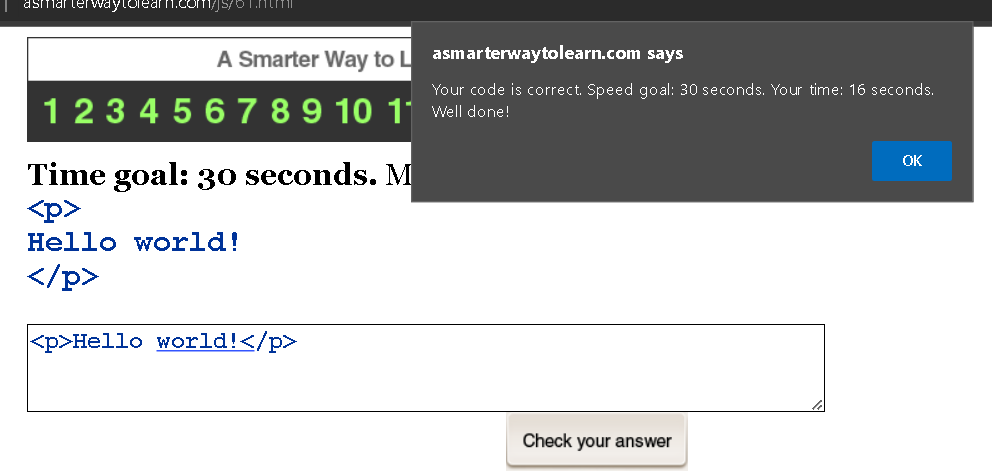 asmarterwaytolearn.com/js/61.html
A Smarter Way to L
asmarterwaytolearn.com says
Your code is correct. Speed goal: 30 seconds. Your time: 16 seconds.
Well done!
OK
1 2 3 4 5 6 7 8 9 10 11
Time goal: 30 seconds. M
<p>
Hello world!
</p>
<p>Hello world!</p>
Check your answer